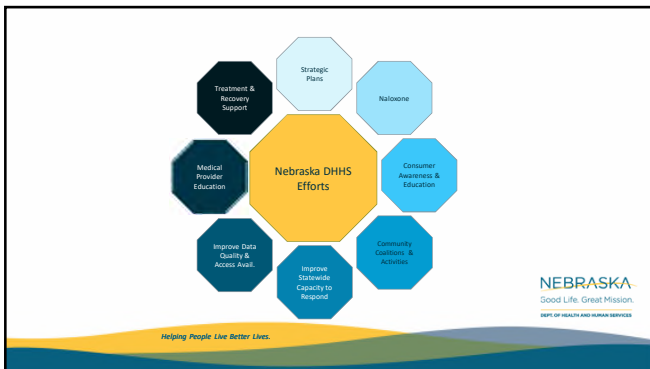 Strategic
Plans
Naloxone
Consumer
Awareness &
Education
Community
Coalitions &
Activities
Improve
Statewide
Capacity to
Respond
Improve Data
Quality &
Access Avail.
Medical
Provider
Education
Treatment &
Recovery
Support
Nebraska DHHS
Efforts
NEBRASKA
Good Life. Great Mission.
DEPT. OF HEALTH AND HUMAN SERVICES
Helping People Live Better Lives.